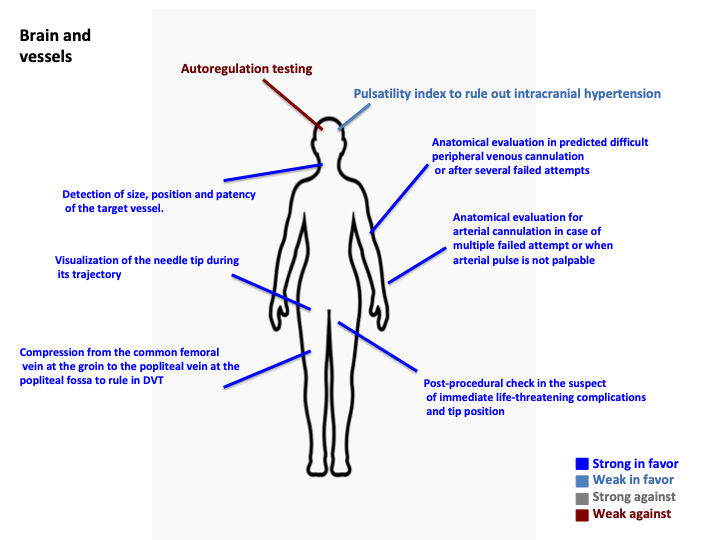 Brain and
vessels
Autoregulation testing
Pulsatility index to rule out intracranial hypertension
Anatomical evaluation in predicted difficult
peripheral venous cannulation
or after several failed attempts
Detection of size, position and patency
of the target vessel.
Anatomical evaluation for
arterial cannulation in case of
multiple failed attempt or when
arterial pulse is not palpable
Visualization of the needle tip during
its trajectory
Compression from the common femoral
vein at the groin to the popliteal vein at the
popliteal fossa to rule in DVT
Post-procedural check in the suspect
of immediate life-threatening complications
and tip position
Strong in favor
Weak in favor
Strong against
Weak against